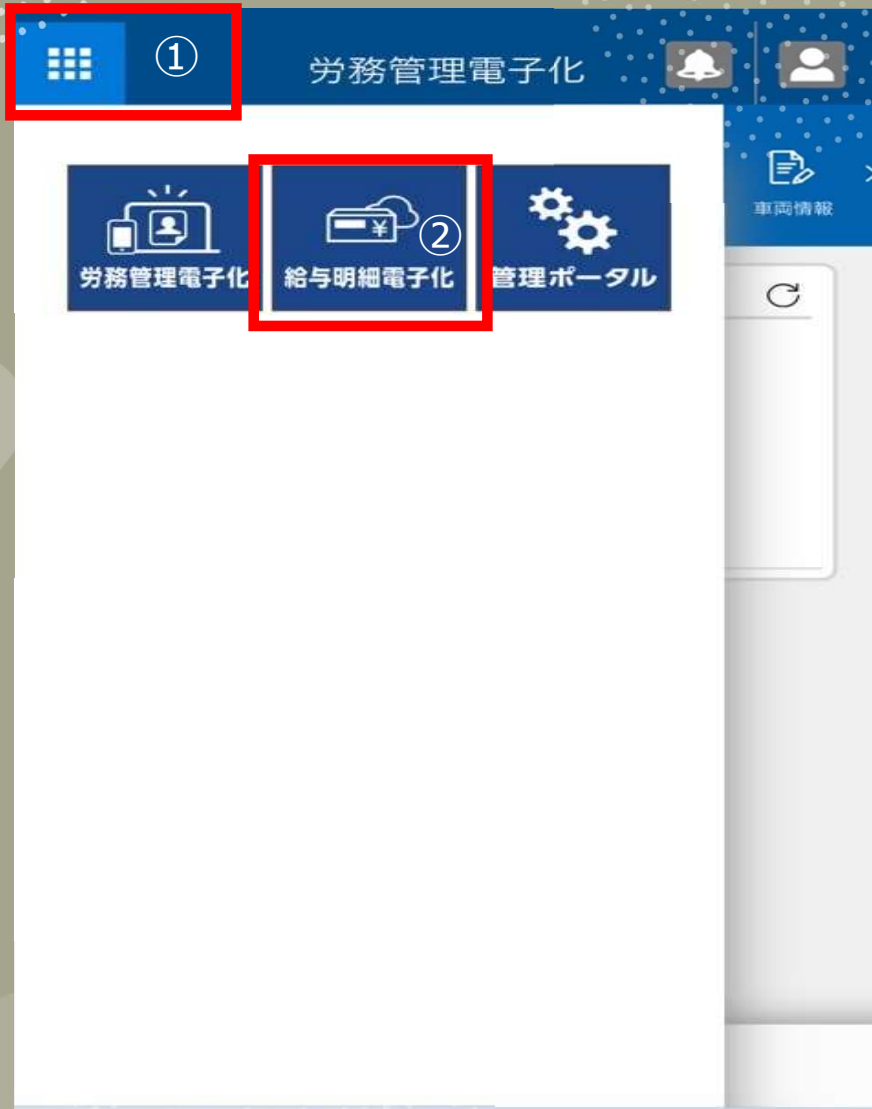 ①
労務管理電子化
車両情報
②
労務管理電子化
給与明細電子化
管理ポータル